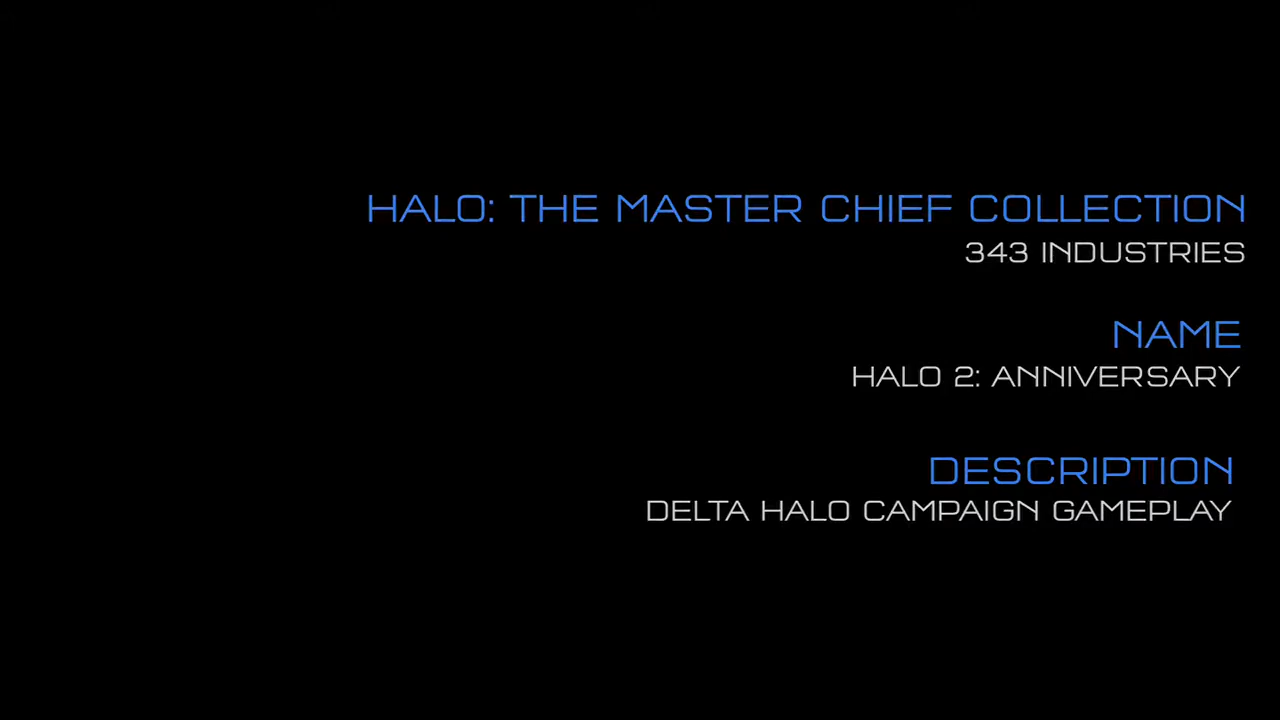 HALO: THE MASTER CHIEF COLLECTION
343 INDUSTRIES
NAME
HALO 2: ANNIVERSARY
DESCRIPTION
DELTA HALO CAMPAIGN GAMEPLAY